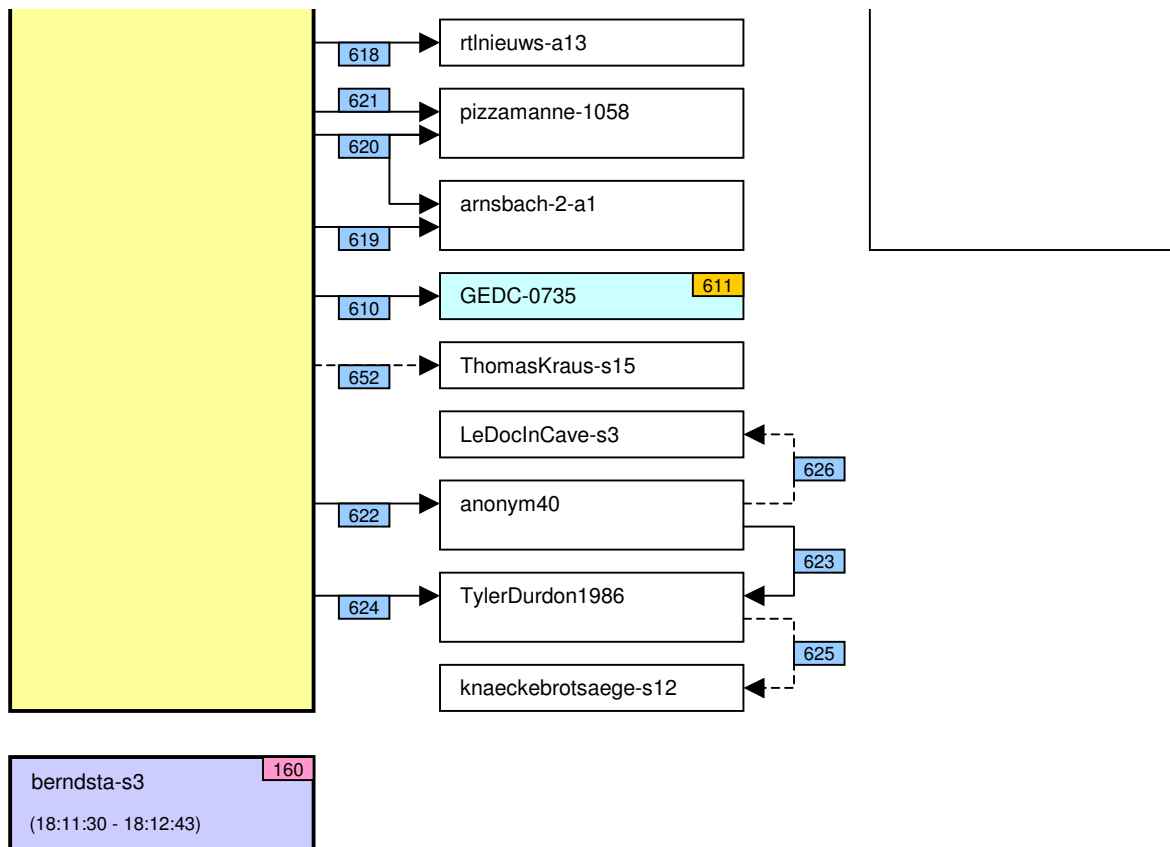 rtlnieuws-a13
618
621
pizzamanne-1058
620
arnsbach-2-a1
619
611
GEDC-0735
610
ThomasKraus-s15
652
LeDocInCave-s3
626
anonym40
622
623
TylerDurdon1986
624
625
knaeckebrotsaege-s12
160
berndsta-s3
(18:11:30 - 18:12:43)